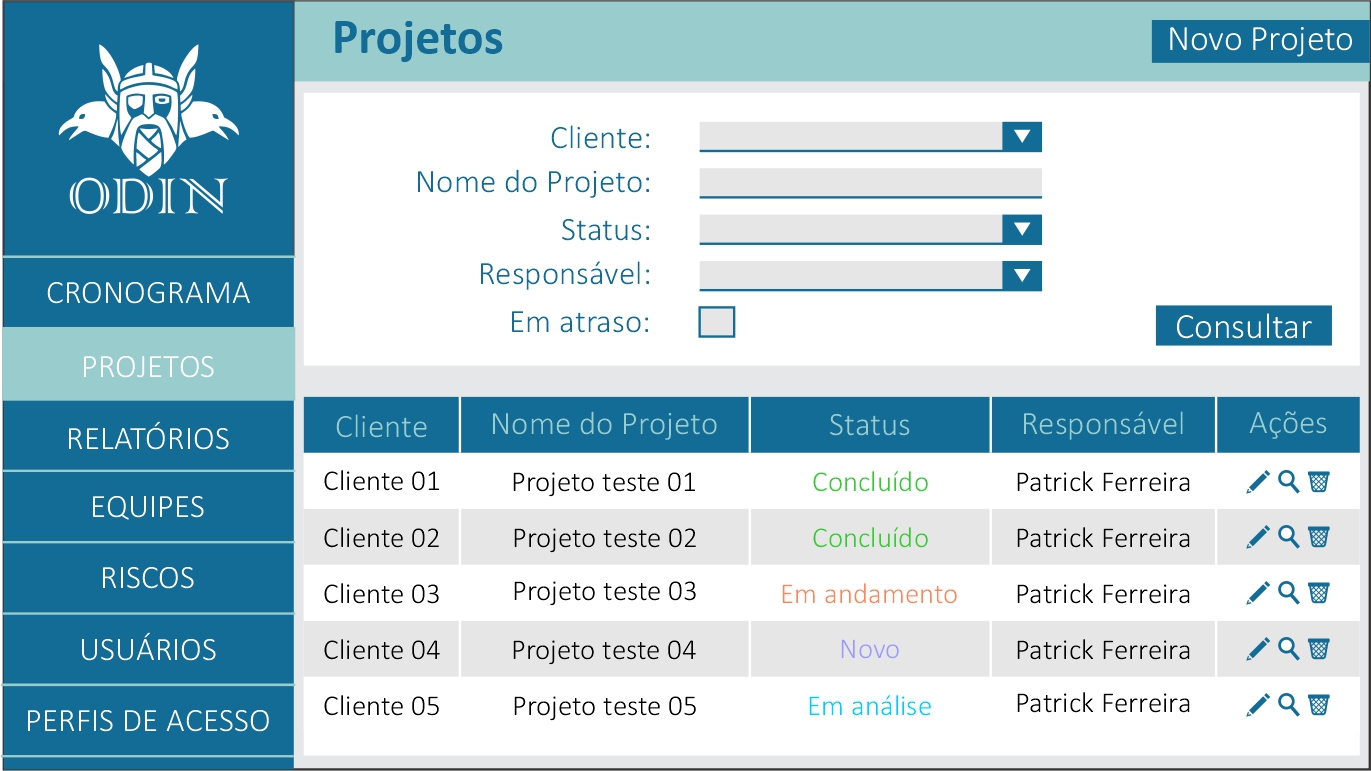 Projetos
Novo Projeto
ODIN
CRONOGRAMA
PROJETOS
RELATÓRIOS
EQUIPES
RISCOS
USUÁRIOS
PERFIS DE ACESSO
Cliente:
Nome do Projeto:
Status:
Responsável:
Em atraso:
Consultar
Cliente Nome do Projeto Status Responsável Ações
Cliente 01 Projeto teste 01 Concluído Patrick Ferreira
Cliente 02 Projeto teste 02 Concluído Patrick Ferreira
Cliente 03 Projeto teste 03 Em andamento Patrick Ferreira
Cliente 04 Projeto teste 04 Novo Patrick Ferreira
Cliente 05 Projeto teste 05 Em análise Patrick Ferreira